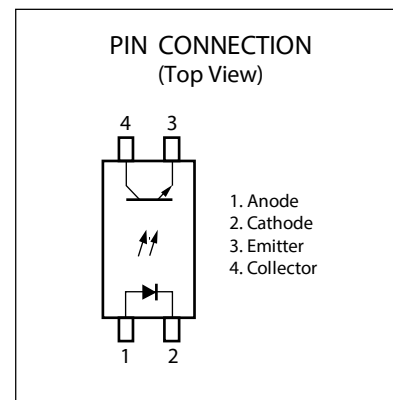 PIN CONNECTION
(Top View)
4 3
1. Anode
2. Cathode
3. Emitter
4. Collector
1 2